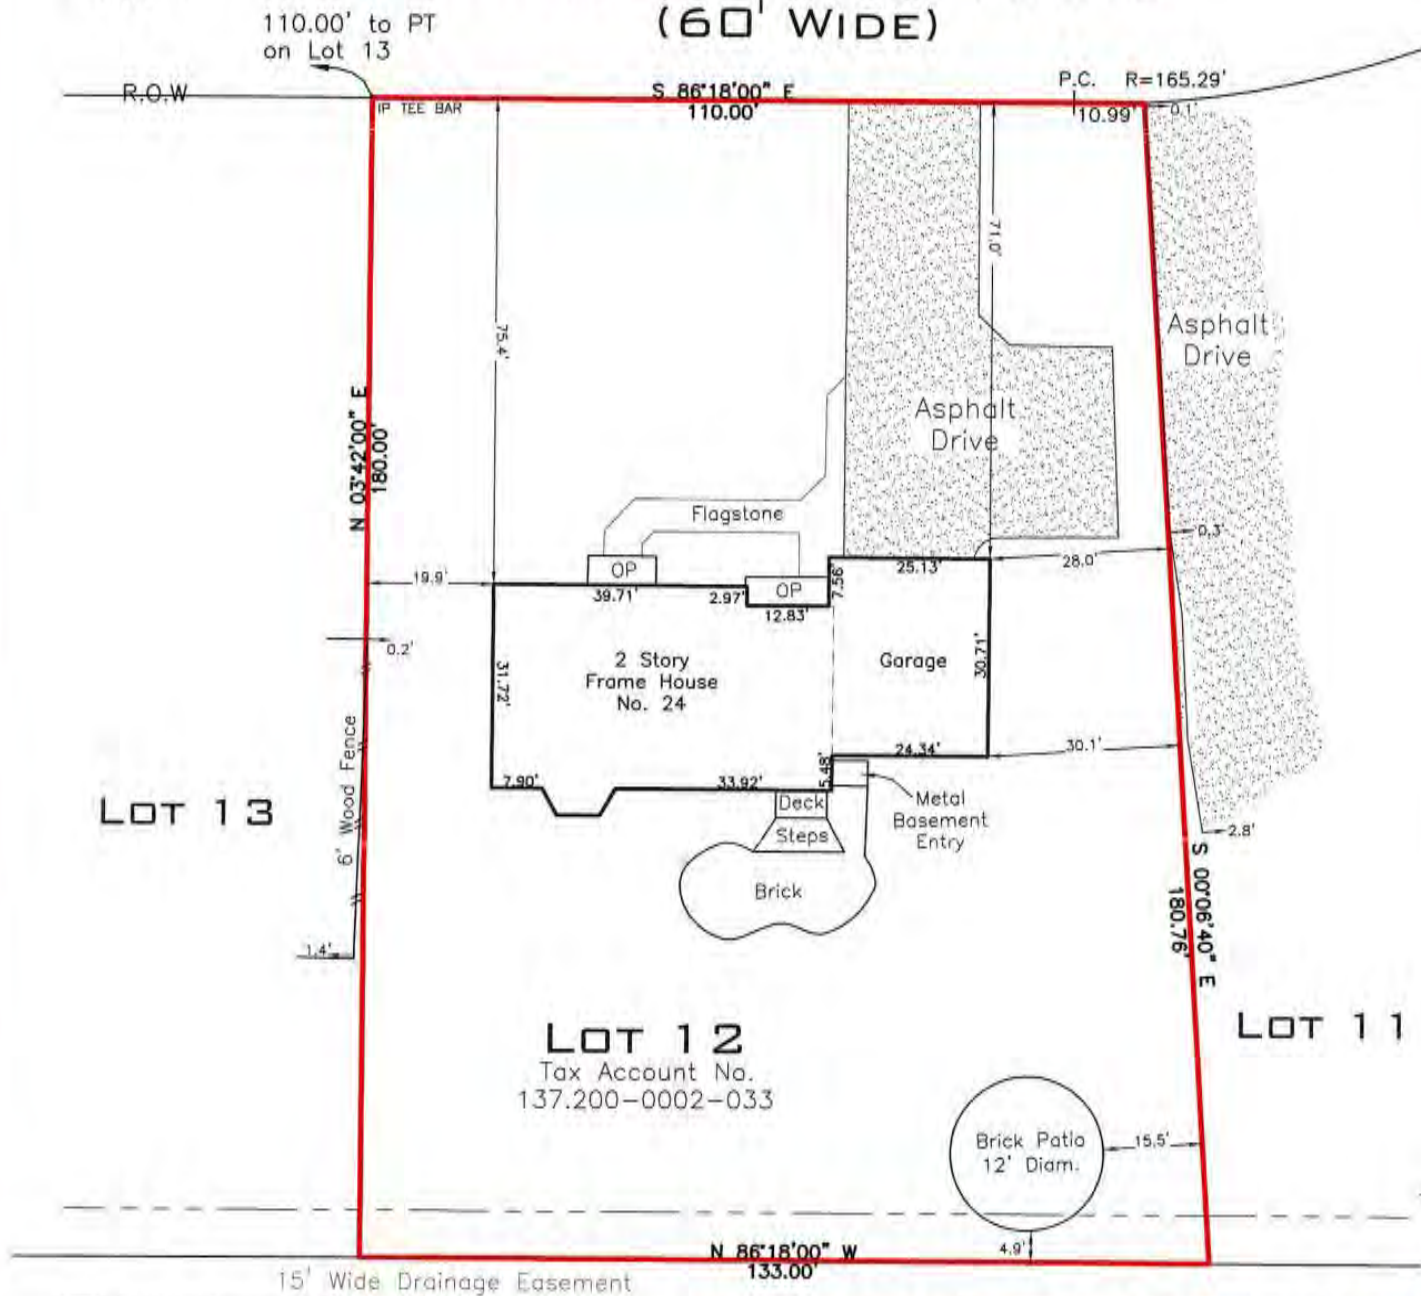 (60' WIDE)
110.00' to PT
on Lot 13
R.O.W
IP TEE BAR
S 86°18'00" E
110.00'
P.C. R=165.29'
10.99'
0.1'
71.0'
75.4'
Asphalt
Drive
Asphalt
Drive
N 03°42'00" E
180.00'
Flagstone
0.3'
OP
25.13'
28.0'
19.9'
39.71'
2.97'
OP
7.56'
12.83'
0.2'
2 Story
Frame House
No. 24
Garage
30.71'
31.72'
6' Wood Fence
24.34'
30.1'
7.90'
33.92'
5.48'
LOT 13
Deck
Steps
Metal
Basement
Entry
2.8'
Brick
S 00°06'40" E
180.76'
1.4'
LOT 12
Tax Account No.
137.200-0002-033
LOT 11
Brick Patio
12' Diam.
15.5'
N 86°18'00" W
133.00'
4.9'
15' Wide Drainage Easement